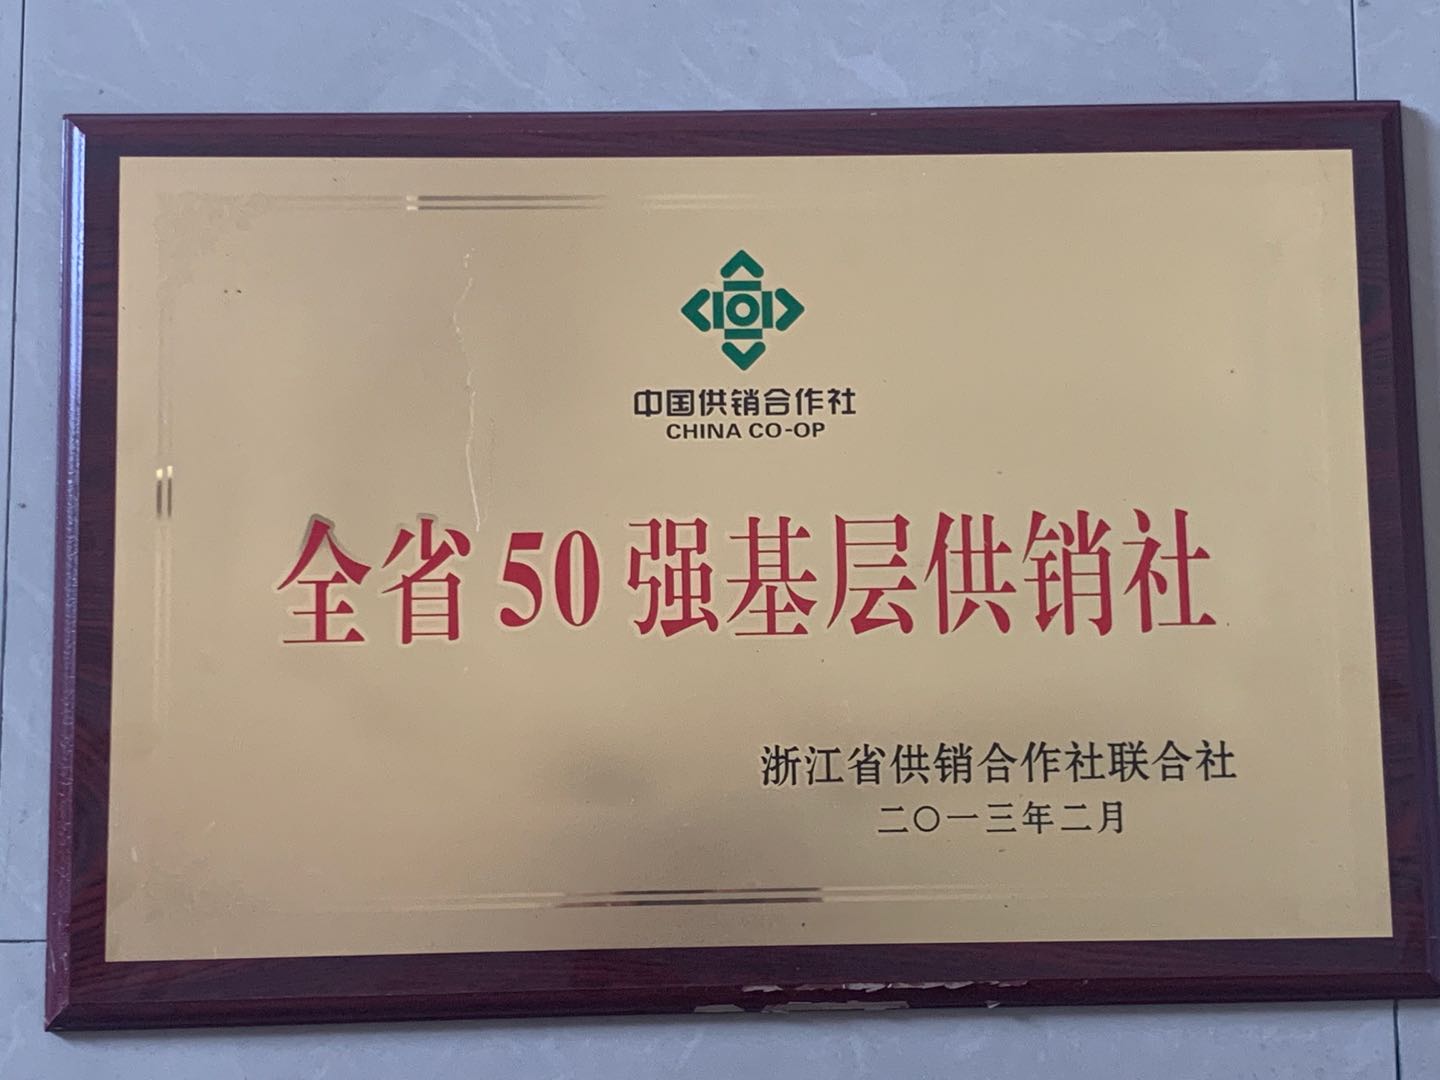 中国供销合作社
CHINA CO-OP
全省50强基层供销社
浙江省供销合作社联合社
二〇一三年二月